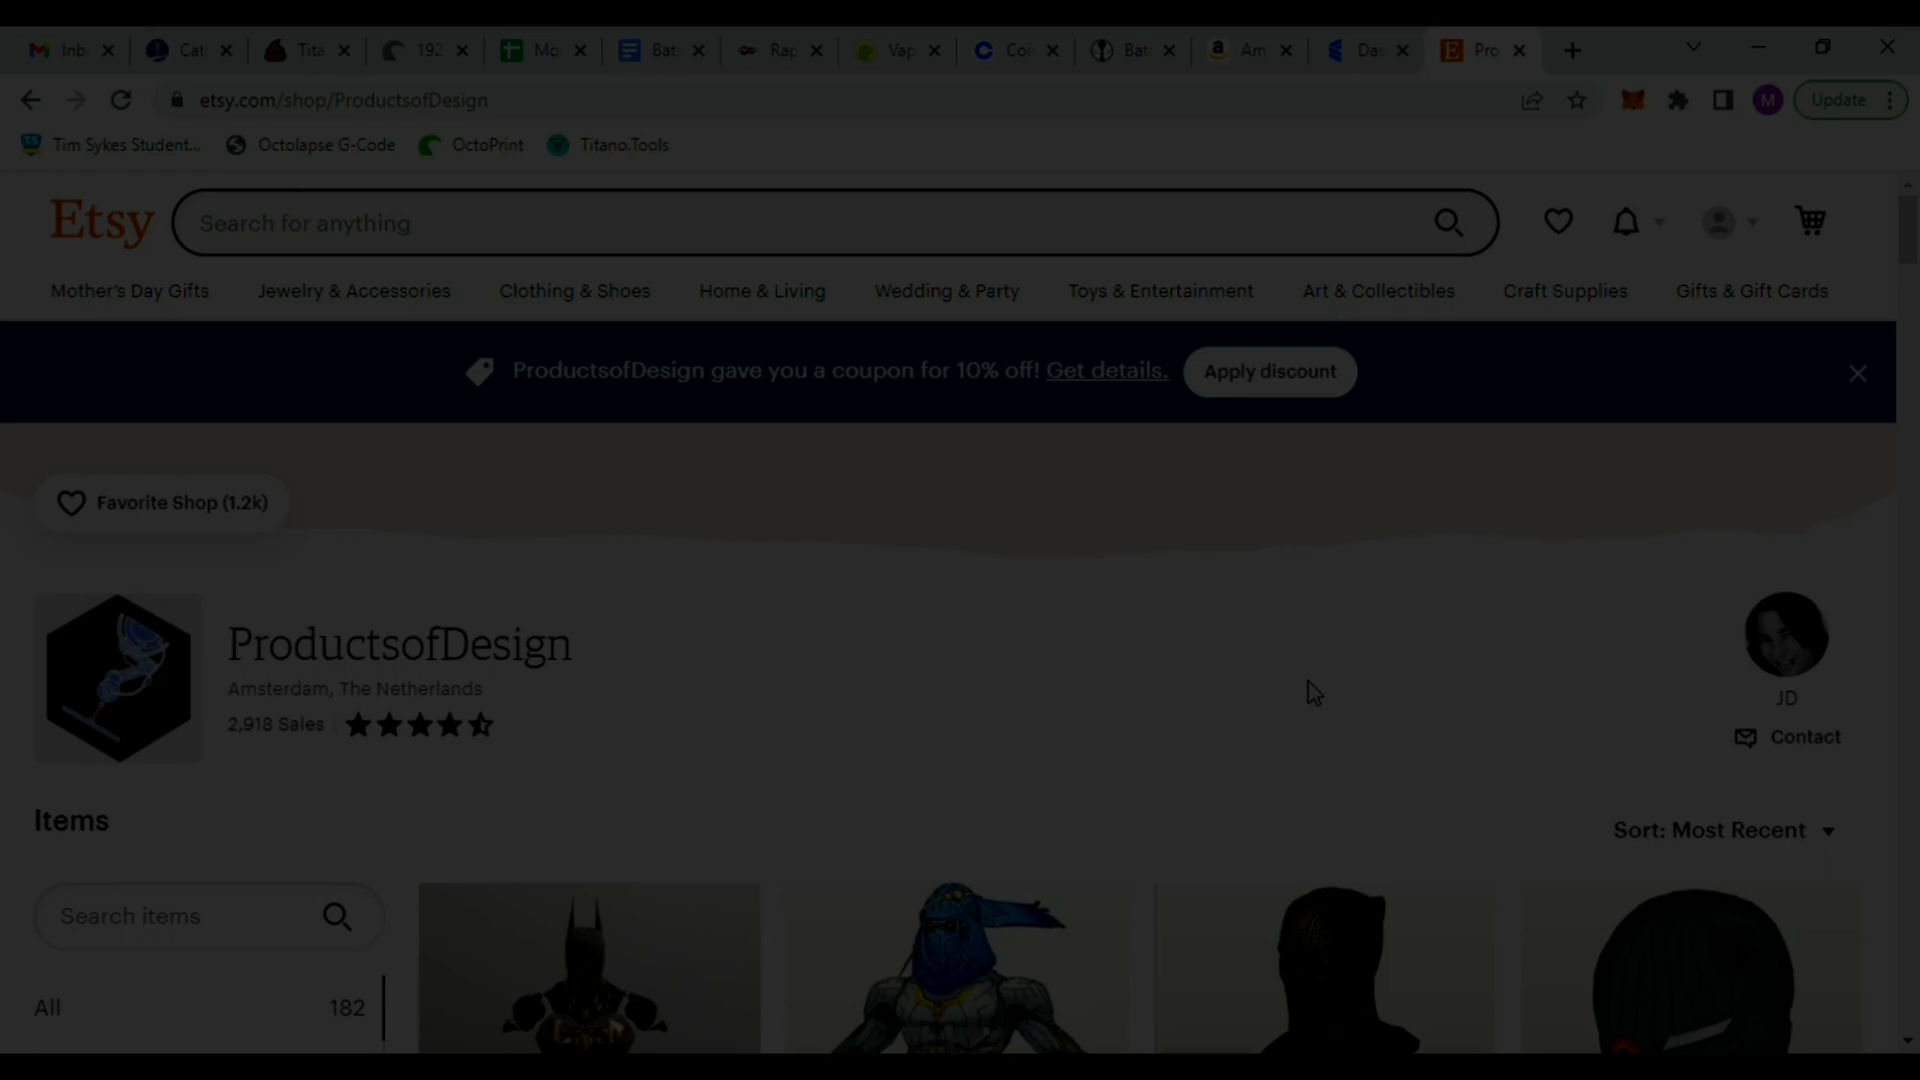 Inb Cat Tita 192 Mo Bat Rap Vap Coi Bat Am Das Pro
etsy.com/shop/ProductsofDesign
M Update
Tim Sykes Student... Octolapse G-Code OctoPrint Titano.Tools
Etsy Search for anything
Mother's Day Gifts Jewelry & Accessories Clothing & Shoes Home & Living Wedding & Party Toys & Entertainment Art & Collectibles Craft Supplies Gifts & Gift Cards
ProductsofDesign gave you a coupon for 10% off! Get details. Apply discount
Favorite Shop (1.2k)
ProductsofDesign
Amsterdam, The Netherlands
2,918 Sales
JD
Contact
Items
Sort: Most Recent
Search items
All 182